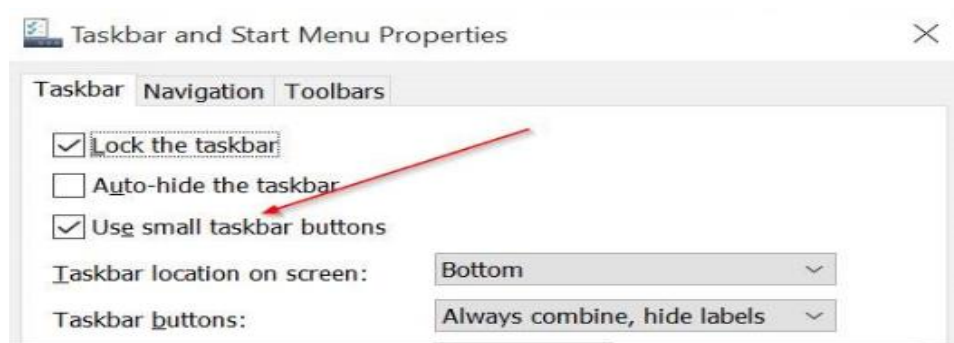 Taskbar and Start Menu Properties
Taskbar Navigation Toolbars
Lock the taskbar
Auto-hide the taskbar
Use small taskbar buttons
Taskbar location on screen: Bottom
Taskbar buttons: Always combine, hide labels